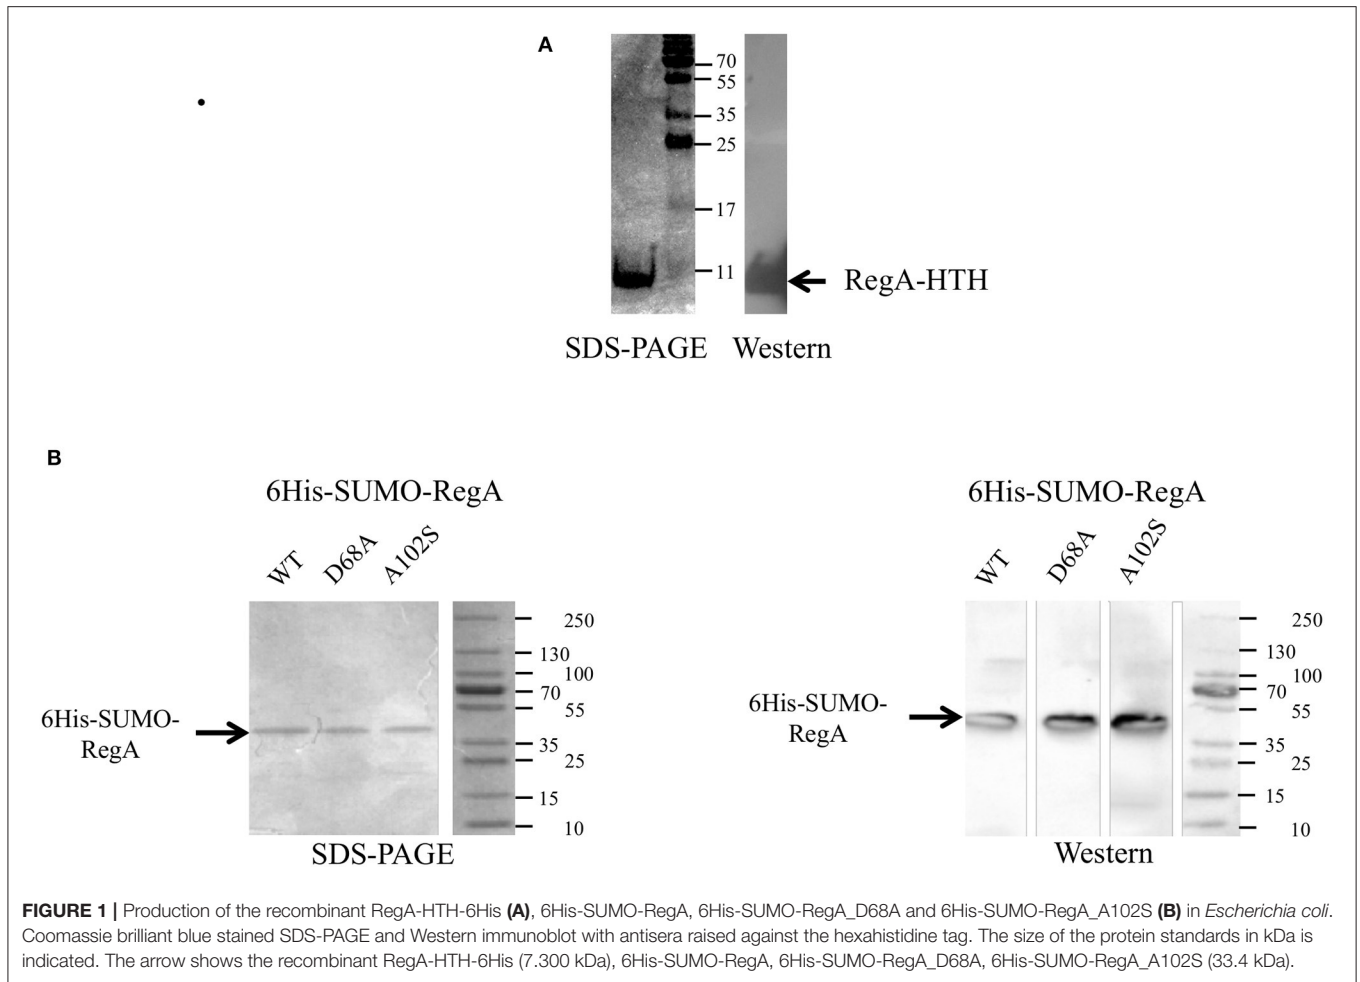 A
70
55
35
25
17
11
RegA-HTH
SDS-PAGE Western
B
6His-SUMO-RegA
WT D68A A102S
250
130
100
70
55
35
25
15
10
6His-SUMO-
RegA
SDS-PAGE
6His-SUMO-RegA
WT D68A A102S
250
130
100
70
55
35
25
15
10
6His-SUMO-
RegA
Western
FIGURE 1 | Production of the recombinant RegA-HTH-6His (A), 6His-SUMO-RegA, 6His-SUMO-RegA_D68A and 6His-SUMO-RegA_A102S (B) in Escherichia coli.
Coomassie brilliant blue stained SDS-PAGE and Western immunoblot with antisera raised against the hexahistidine tag. The size of the protein standards in kDa is
indicated. The arrow shows the recombinant RegA-HTH-6His (7.300 kDa), 6His-SUMO-RegA, 6His-SUMO-RegA_D68A, 6His-SUMO-RegA_A102S (33.4 kDa).